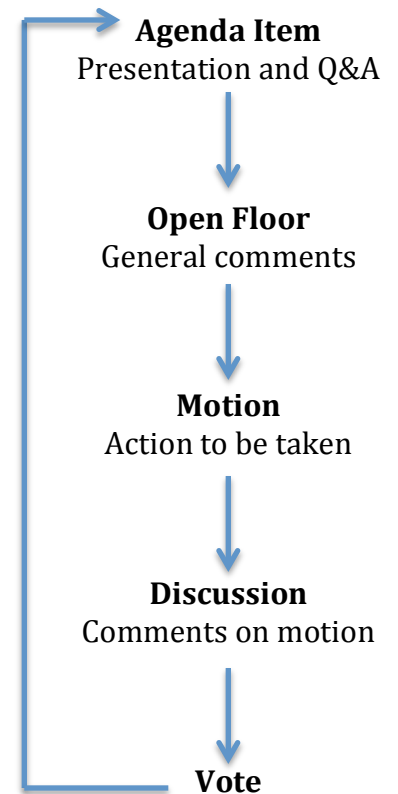 Agenda Item
Presentation and Q&A
Open Floor
General comments
Motion
Action to be taken
Discussion
Comments on motion
Vote